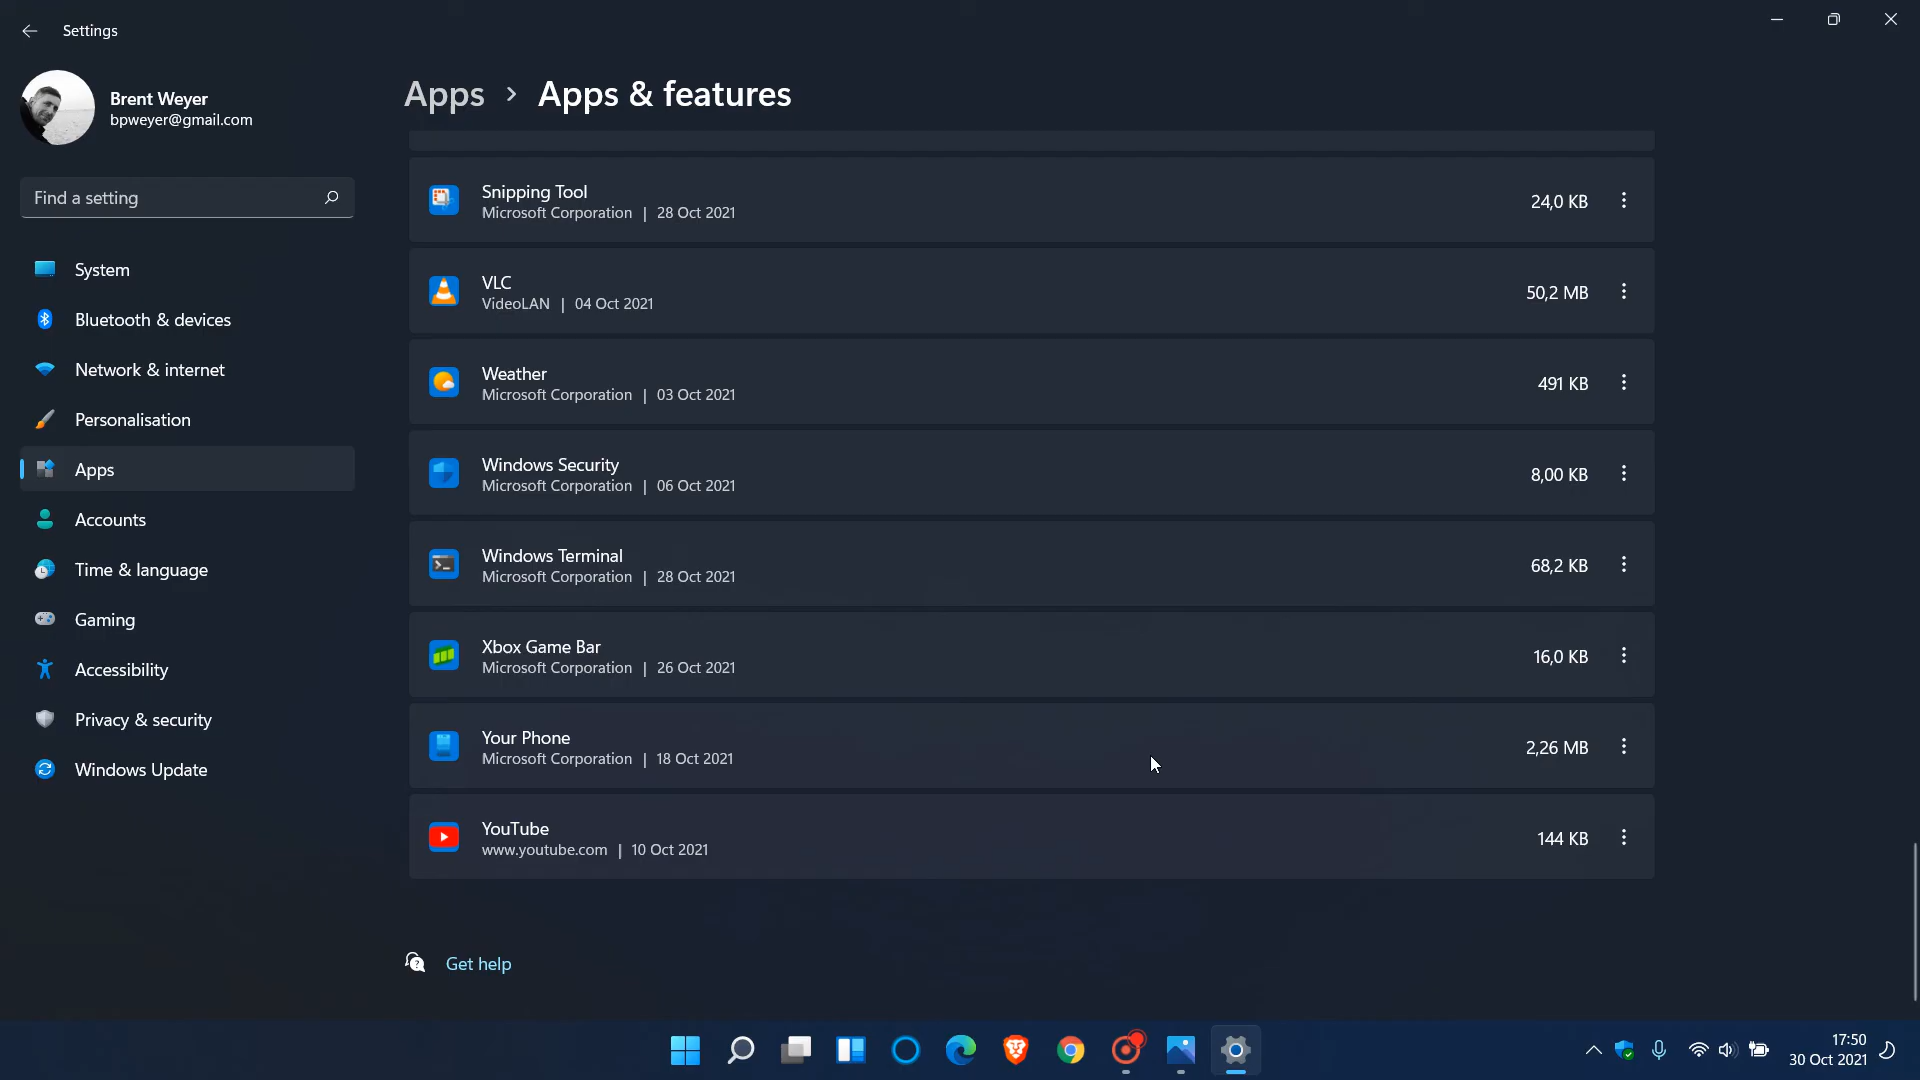 Settings
Brent Weyer
bpweyer@gmail.com
Find a setting
System
Bluetooth & devices
Network & internet
Personalisation
Apps
Accounts
Time & language
Gaming
Accessibility
Privacy & security
Windows Update
Apps > Apps & features
Snipping Tool
Microsoft Corporation | 28 Oct 2021
24,0 KB
VLC
VideoLAN | 04 Oct 2021
50,2 MB
Weather
Microsoft Corporation | 03 Oct 2021
491 KB
Windows Security
Microsoft Corporation | 06 Oct 2021
8,00 KB
Windows Terminal
Microsoft Corporation | 28 Oct 2021
68,2 KB
Xbox Game Bar
Microsoft Corporation | 26 Oct 2021
16,0 KB
Your Phone
Microsoft Corporation | 18 Oct 2021
2,26 MB
YouTube
www.youtube.com | 10 Oct 2021
144 KB
Get help
17:50
30 Oct 2021